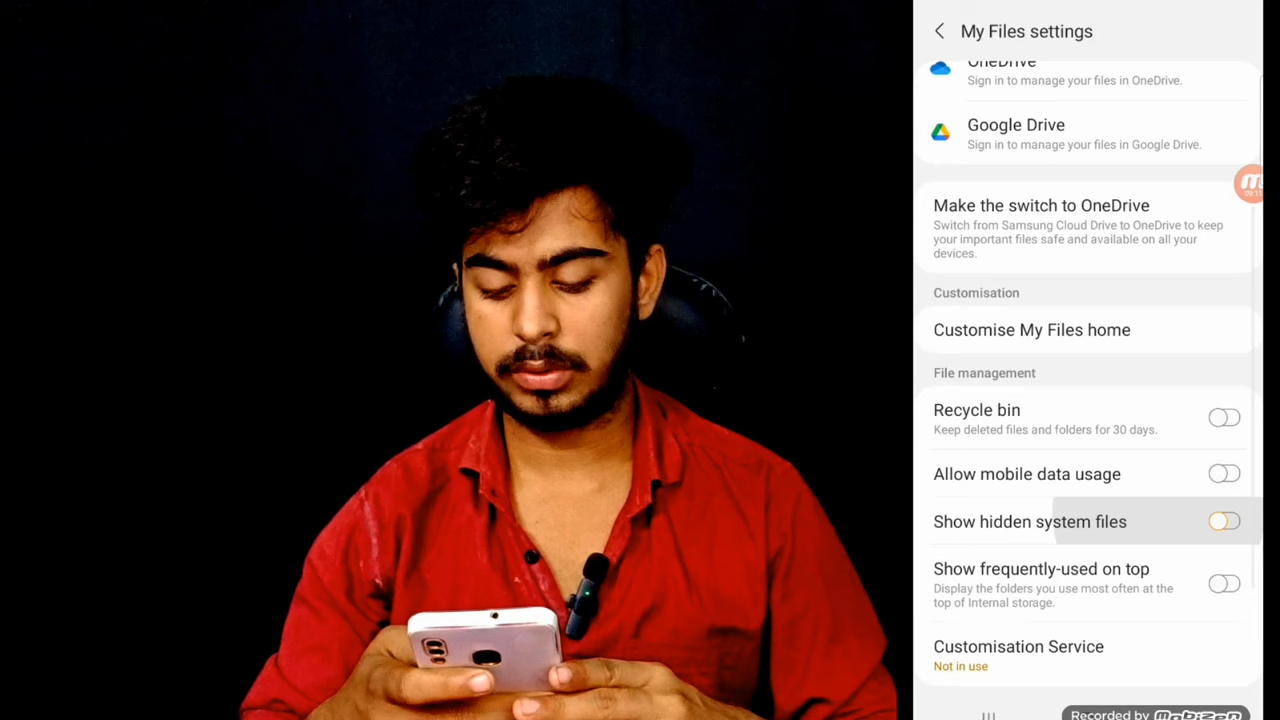 My Files settings
OneDrive
Sign in to manage your files in OneDrive.
Google Drive
Sign in to manage your files in Google Drive.
09:11
Make the switch to OneDrive
Switch from Samsung Cloud Drive to OneDrive to keep
your important files safe and available on all your
devices.
Customisation
Customise My Files home
File management
Recycle bin
Keep deleted files and folders for 30 days.
Allow mobile data usage
Show hidden system files
Show frequently-used on top
Display the folders you use most often at the
top of Internal storage.
Customisation Service
Not in use
Recorded by Mobizen